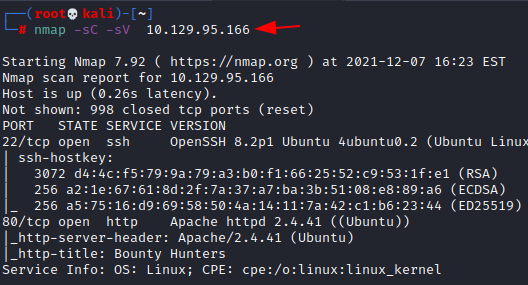 ┌──(root💀kali)-[~]
└─# nmap -sC -sV  10.129.95.166
Starting Nmap 7.92 ( https://nmap.org ) at 2021-12-07 16:23 EST
Nmap scan report for 10.129.95.166
Host is up (0.26s latency).
Not shown: 998 closed tcp ports (reset)
PORT   STATE SERVICE VERSION
22/tcp open  ssh     OpenSSH 8.2p1 Ubuntu 4ubuntu0.2 (Ubuntu Linux
| ssh-hostkey:
|   3072 d4:4c:f5:79:9a:79:a3:b0:f1:66:25:52:c9:53:1f:e1 (RSA)
|   256 a2:1e:67:61:8d:2f:7a:37:a7:ba:3b:51:08:e8:89:a6 (ECDSA)
|_  256 a5:75:16:d9:69:58:50:4a:14:11:7a:42:c1:b6:23:44 (ED25519)
80/tcp open  http    Apache httpd 2.4.41 ((Ubuntu))
|_http-server-header: Apache/2.4.41 (Ubuntu)
|_http-title: Bounty Hunters
Service Info: OS: Linux; CPE: cpe:/o:linux:linux_kernel